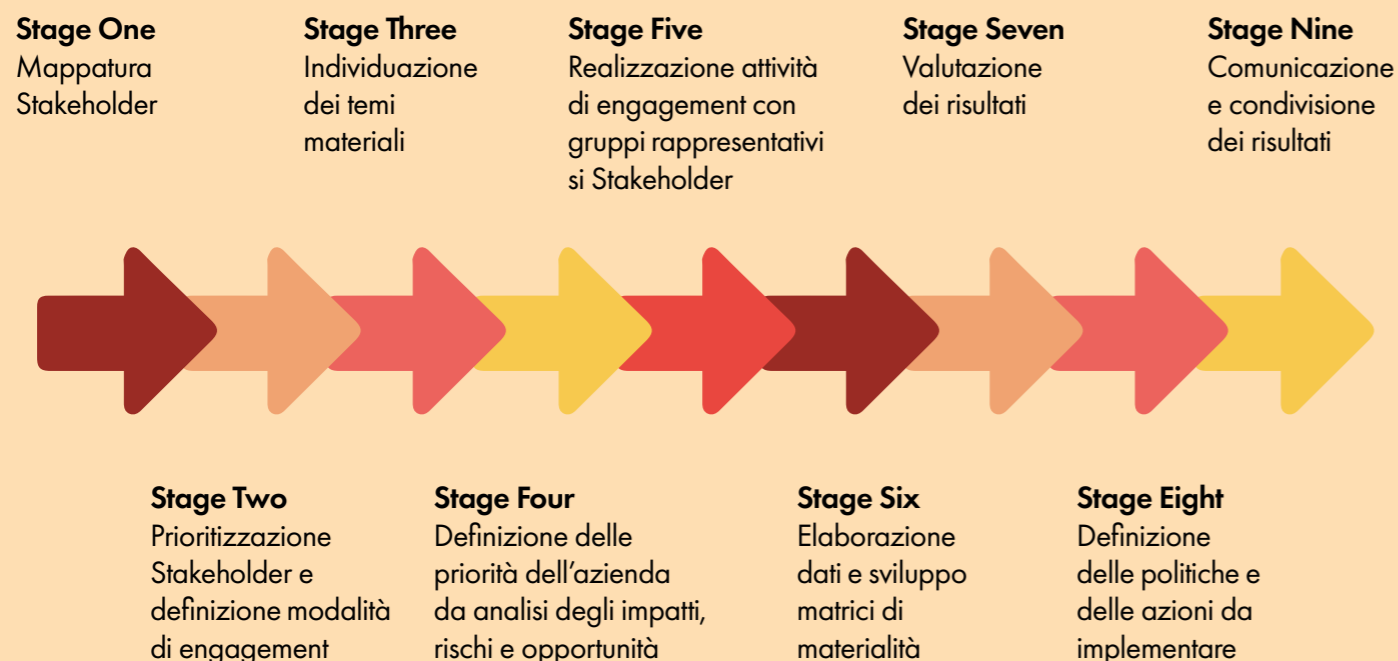 Stage One
Mappatura
Stakeholder
Stage Three
Individuazione
dei temi
materiali
Stage Five
Realizzazione attività
di engagement con
gruppi rappresentativi
si Stakeholder
Stage Seven
Valutazione
dei risultati
Stage Nine
Comunicazione
e condivisione
dei risultati
Stage Two
Prioritizzazione
Stakeholder e
definizione modalità
di engagement
Stage Four
Definizione delle
priorità dell’azienda
da analisi degli impatti,
rischi e opportunità
Stage Six
Elaborazione
dati e sviluppo
matrici di
materialità
Stage Eight
Definizione
delle politiche e
delle azioni da
implementare